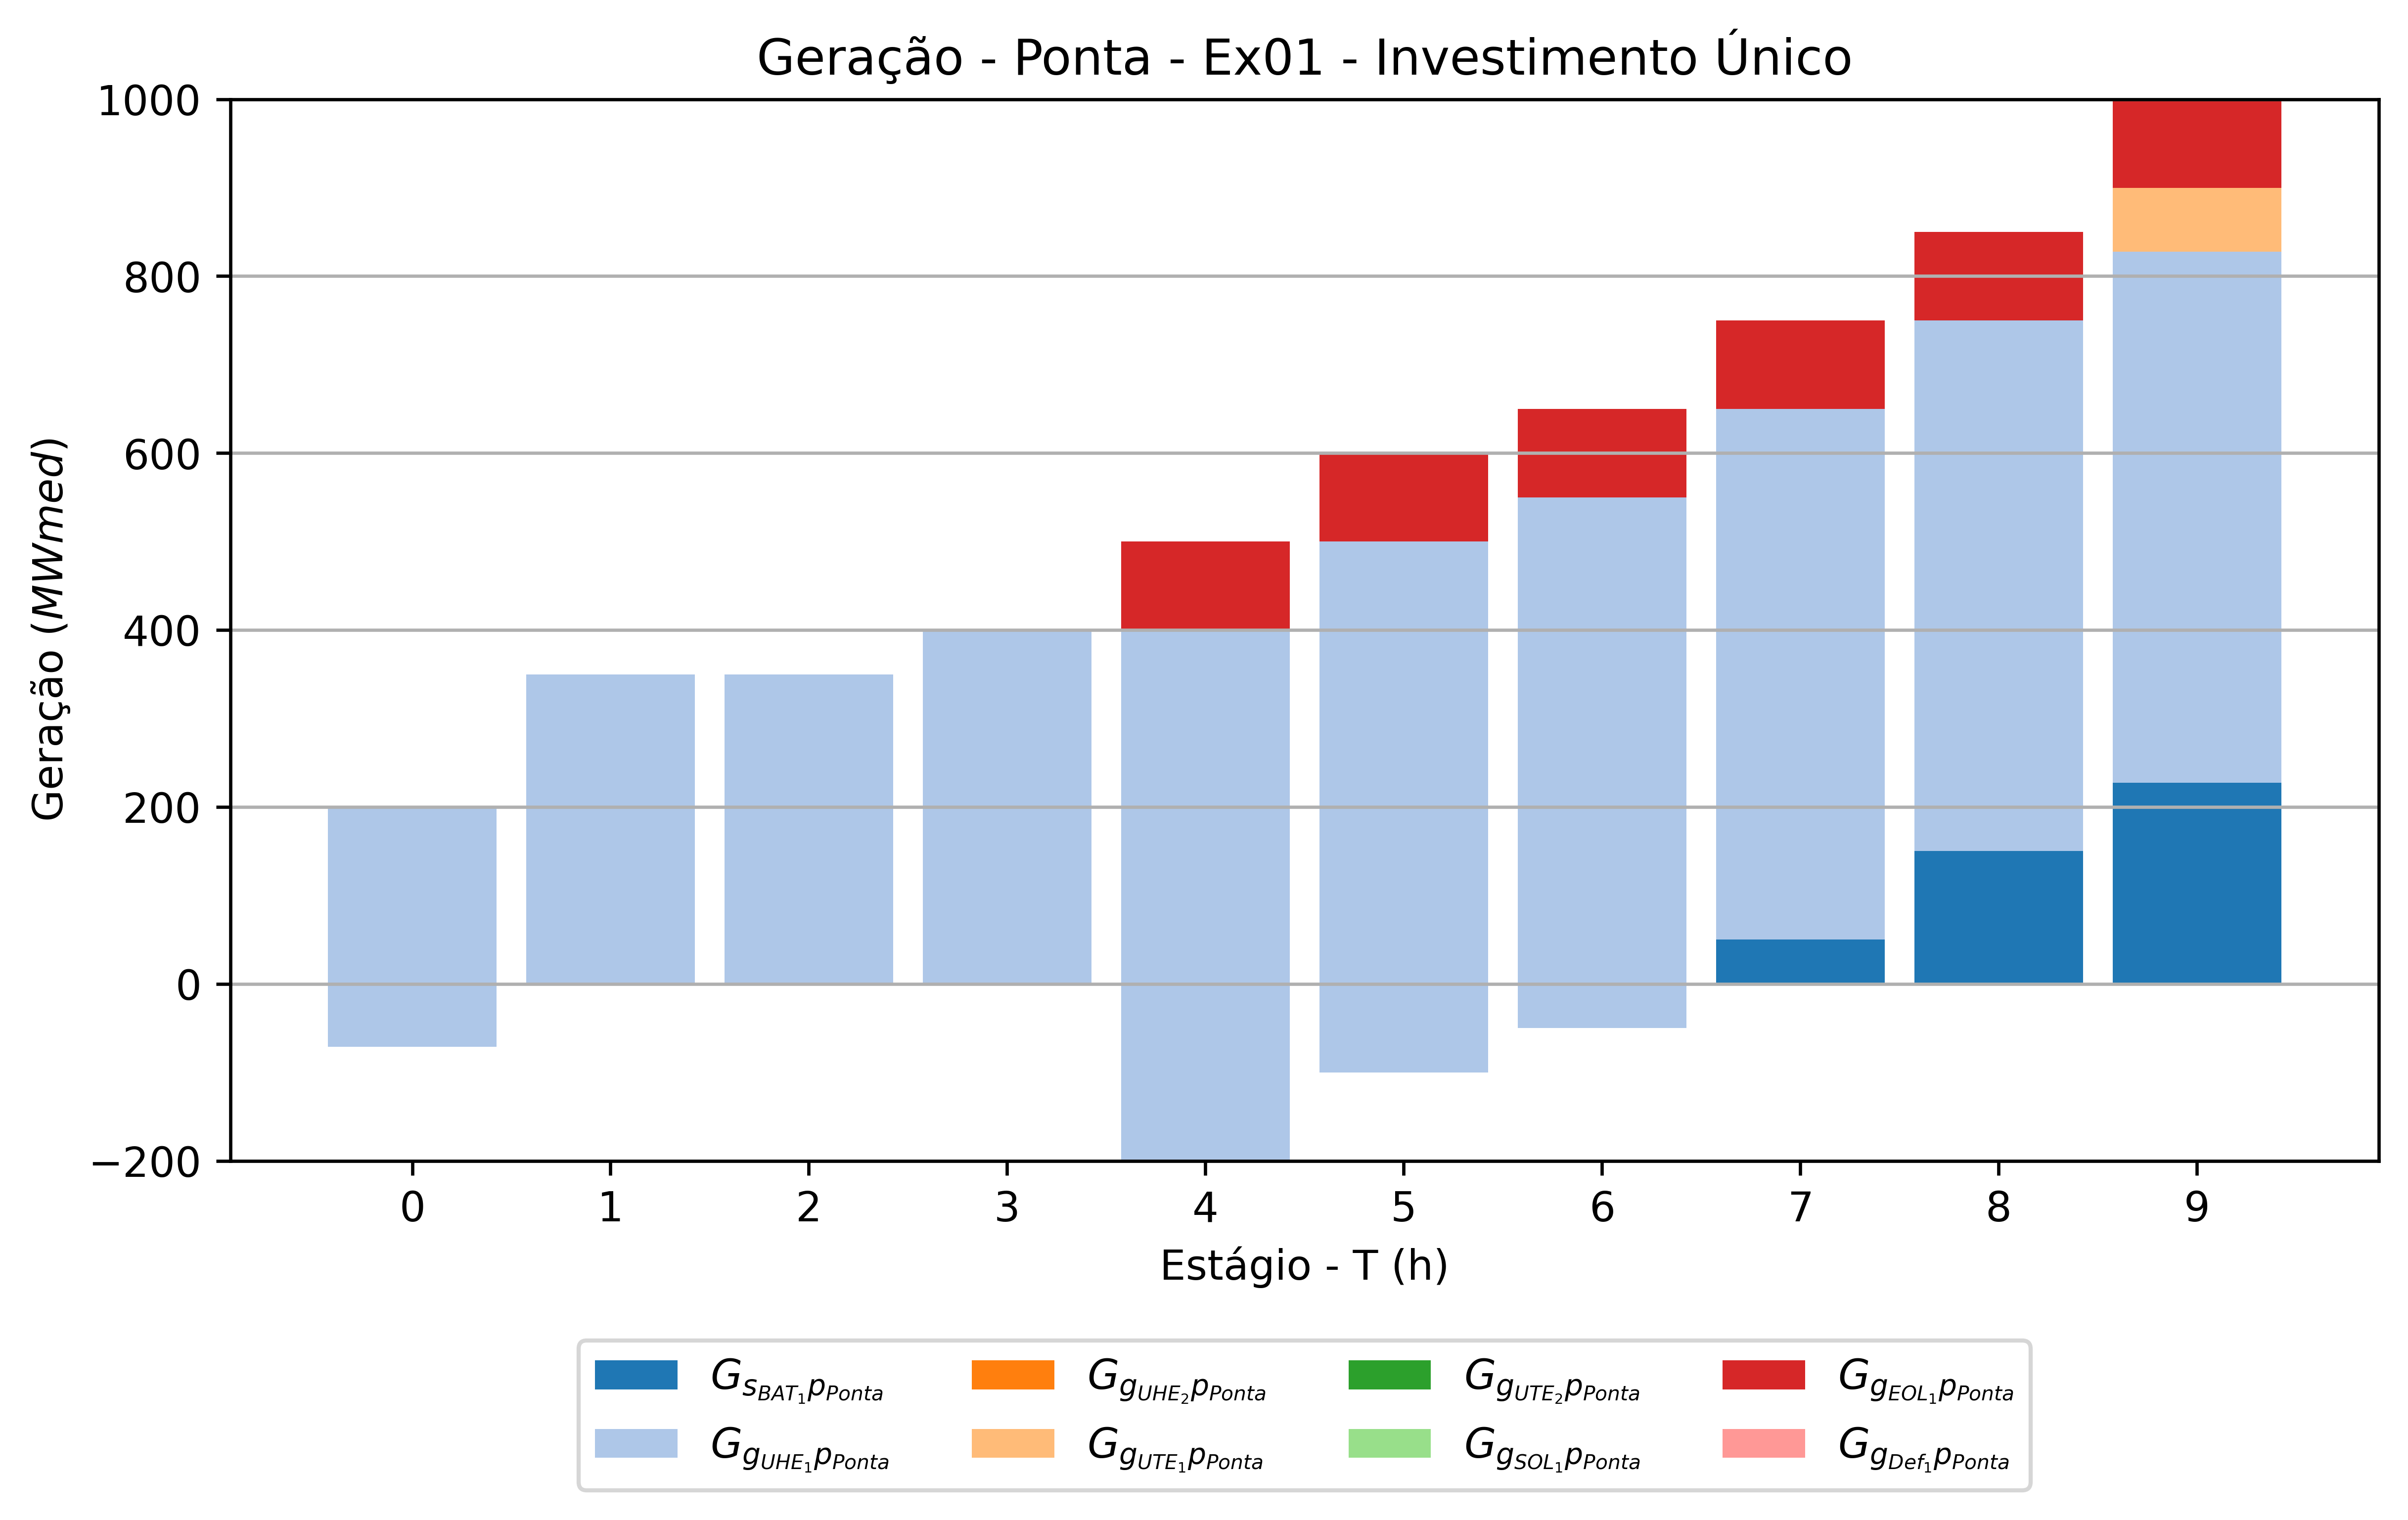 Geração - Ponta - Ex01 - Investimento Único
Geração (MWmed)
1000
800
600
400
200
0
−200
0 1 2 3 4 5 6 7 8 9
Estágio - T (h)
G_{s_{BAT_1}p_{Ponta}} G_{g_{UHE_2}p_{Ponta}} G_{g_{UTE_2}p_{Ponta}} G_{g_{EOL_1}p_{Ponta}}
G_{g_{UHE_1}p_{Ponta}} G_{g_{UTE_1}p_{Ponta}} G_{g_{SOL_1}p_{Ponta}} G_{g_{Def_1}p_{Ponta}}